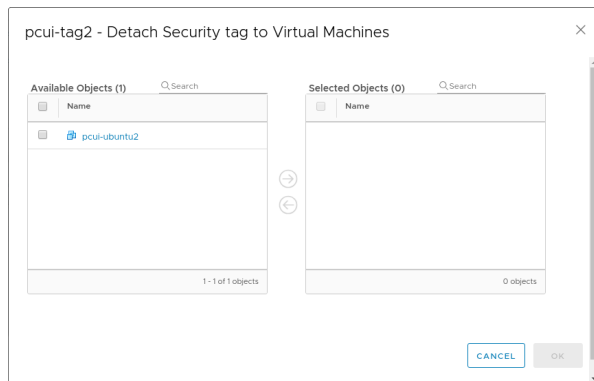 pcui-tag2 - Detach Security tag to Virtual Machines
Available Objects (1)
Search
Selected Objects (0)
Search
Name
Name
pcui-ubuntu2
1 - 1 of 1 objects
0 objects
CANCEL
OK